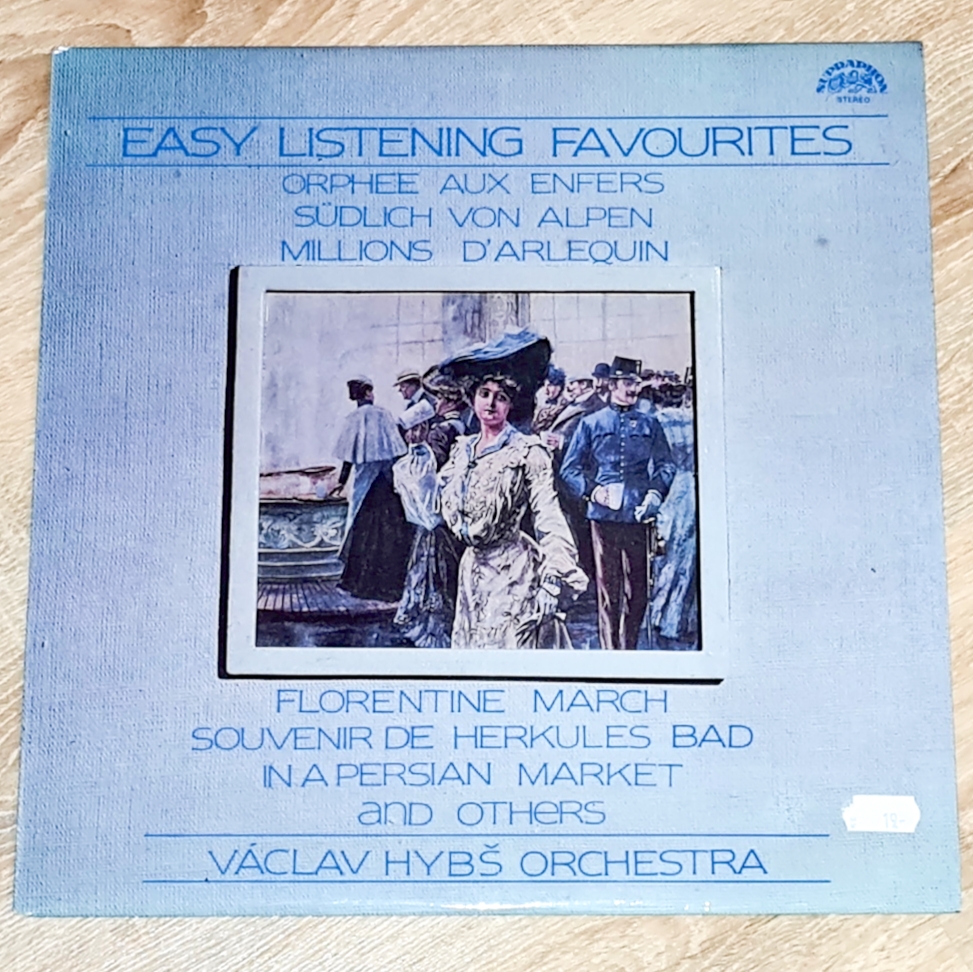 SUPRAPHON
STEREO
EASY LISTENING FAVOURITES
ORPHEE AUX ENFERS
SÜDLICH VON ALPEN
MILLIONS D'ARLEQUIN
FLORENTINE MARCH
SOUVENIR DE HERKULES BAD
IN A PERSIAN MARKET
and OTHERS
VÁCLAV HYBŠ ORCHESTRA